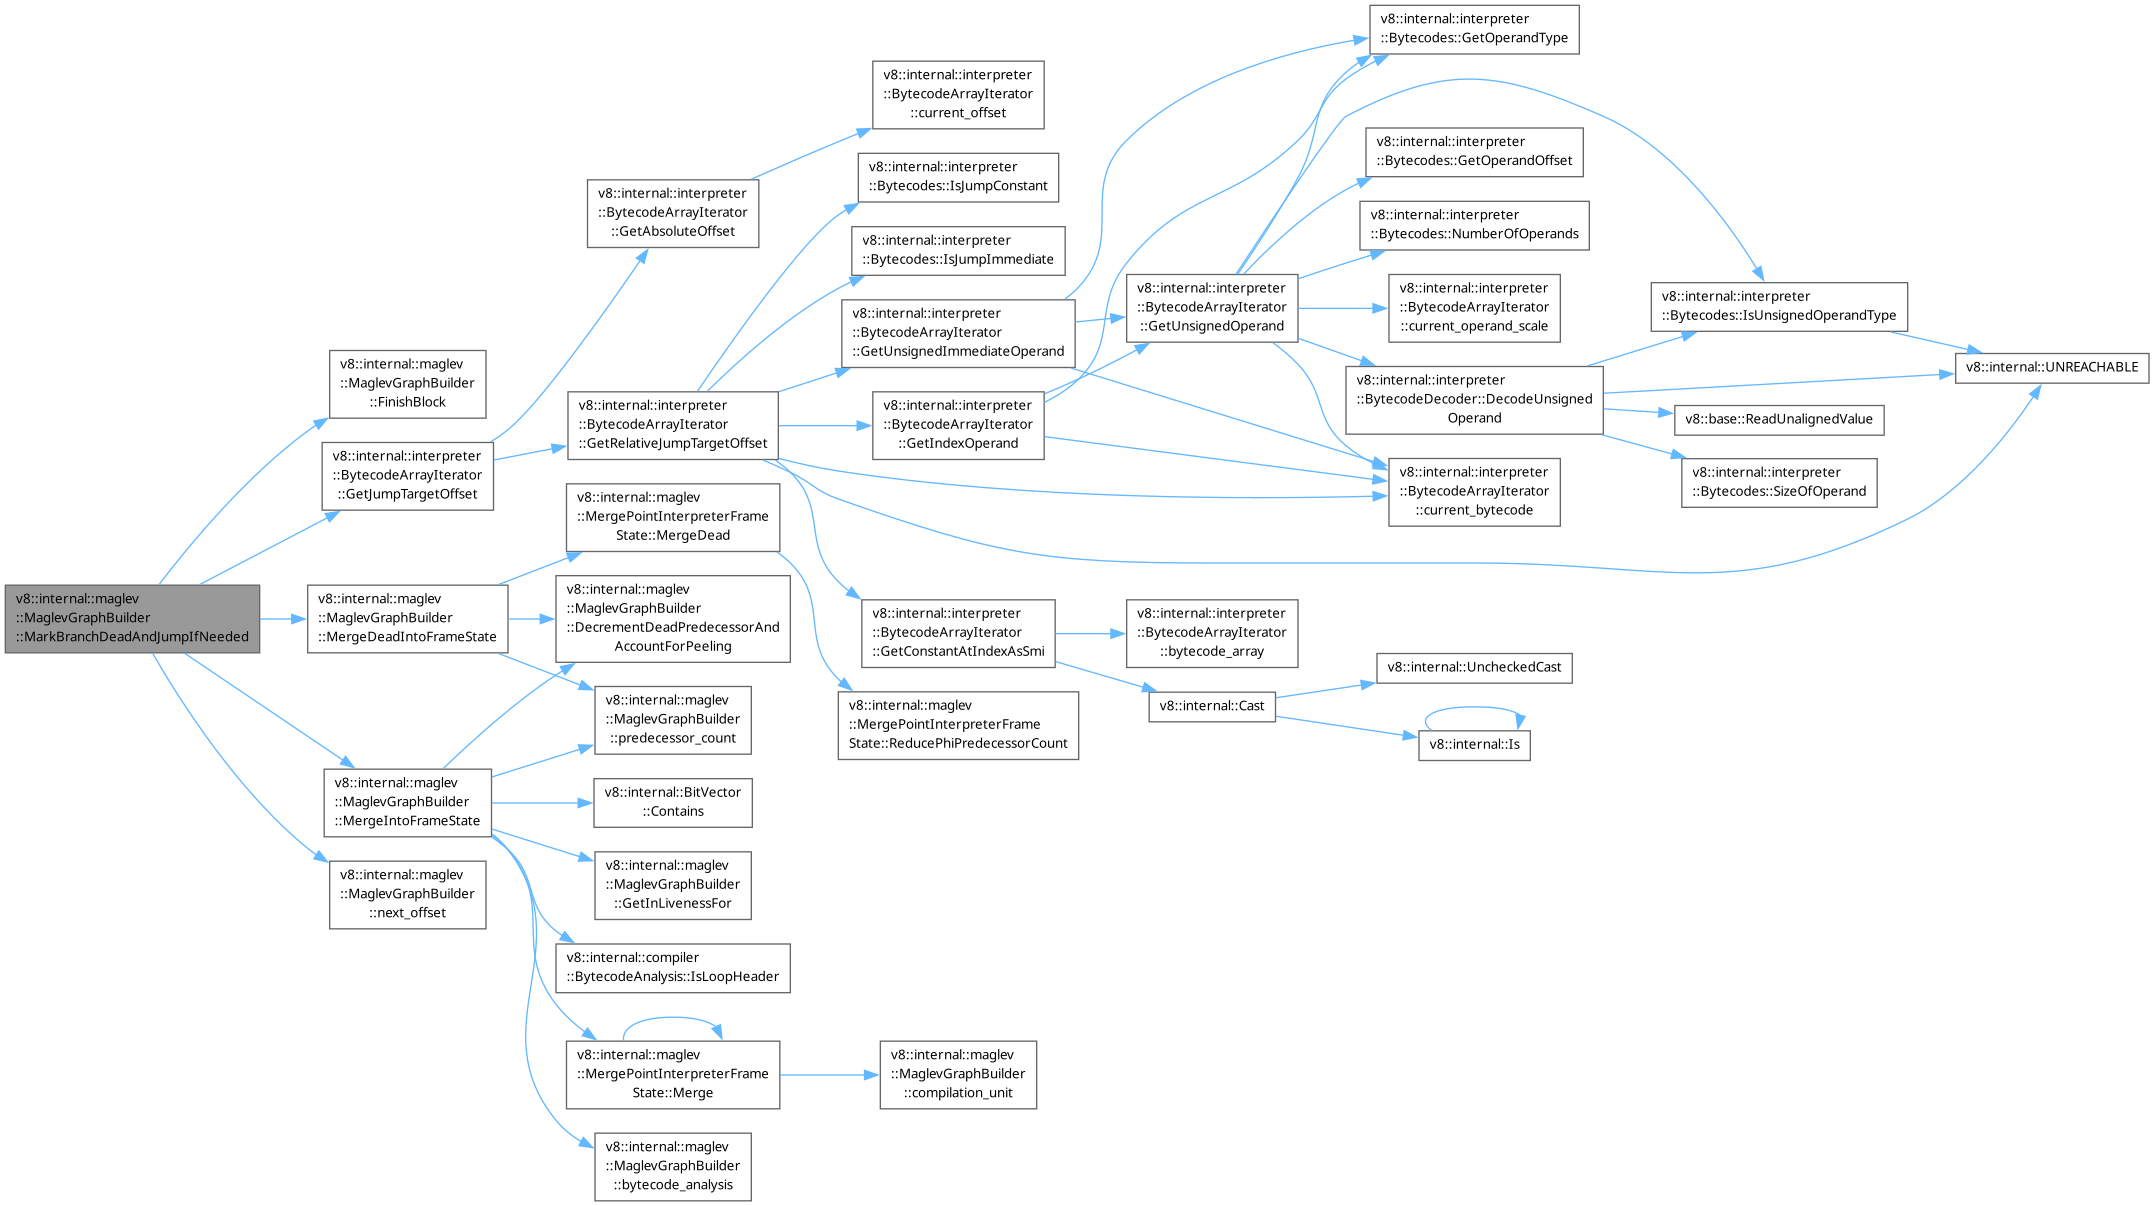 v8::internal::maglev
::MaglevGraphBuilder
::MarkBranchDeadAndJumpIfNeeded
v8::internal::maglev
::MaglevGraphBuilder
::FinishBlock
v8::internal::interpreter
::BytecodeArrayIterator
::GetJumpTargetOffset
v8::internal::maglev
::MaglevGraphBuilder
::MergeDeadIntoFrameState
v8::internal::maglev
::MaglevGraphBuilder
::MergeIntoFrameState
v8::internal::maglev
::MaglevGraphBuilder
::next_offset
v8::internal::interpreter
::BytecodeArrayIterator
::GetAbsoluteOffset
v8::internal::interpreter
::BytecodeArrayIterator
::GetRelativeJumpTargetOffset
v8::internal::maglev
::MergePointInterpreterFrame
State::MergeDead
v8::internal::maglev
::MaglevGraphBuilder
::DecrementDeadPredecessorAnd
AccountForPeeling
v8::internal::maglev
::MaglevGraphBuilder
::predecessor_count
v8::internal::BitVector
::Contains
v8::internal::maglev
::MaglevGraphBuilder
::GetInLivenessFor
v8::internal::compiler
::BytecodeAnalysis::IsLoopHeader
v8::internal::maglev
::MergePointInterpreterFrame
State::Merge
v8::internal::maglev
::MaglevGraphBuilder
::bytecode_analysis
v8::internal::interpreter
::BytecodeArrayIterator
::current_offset
v8::internal::interpreter
::Bytecodes::IsJumpConstant
v8::internal::interpreter
::Bytecodes::IsJumpImmediate
v8::internal::interpreter
::BytecodeArrayIterator
::GetUnsignedImmediateOperand
v8::internal::interpreter
::BytecodeArrayIterator
::GetIndexOperand
v8::internal::interpreter
::BytecodeArrayIterator
::GetConstantAtIndexAsSmi
v8::internal::maglev
::MergePointInterpreterFrame
State::ReducePhiPredecessorCount
v8::internal::maglev
::MaglevGraphBuilder
::compilation_unit
v8::internal::interpreter
::BytecodeArrayIterator
::GetUnsignedOperand
v8::internal::interpreter
::BytecodeArrayIterator
::bytecode_array
v8::internal::Cast
v8::internal::interpreter
::Bytecodes::GetOperandType
v8::internal::interpreter
::Bytecodes::GetOperandOffset
v8::internal::interpreter
::Bytecodes::NumberOfOperands
v8::internal::interpreter
::BytecodeArrayIterator
::current_operand_scale
v8::internal::interpreter
::BytecodeDecoder::DecodeUnsigned
Operand
v8::internal::interpreter
::BytecodeArrayIterator
::current_bytecode
v8::internal::UncheckedCast
v8::internal::Is
v8::internal::interpreter
::Bytecodes::IsUnsignedOperandType
v8::base::ReadUnalignedValue
v8::internal::interpreter
::Bytecodes::SizeOfOperand
v8::internal::UNREACHABLE